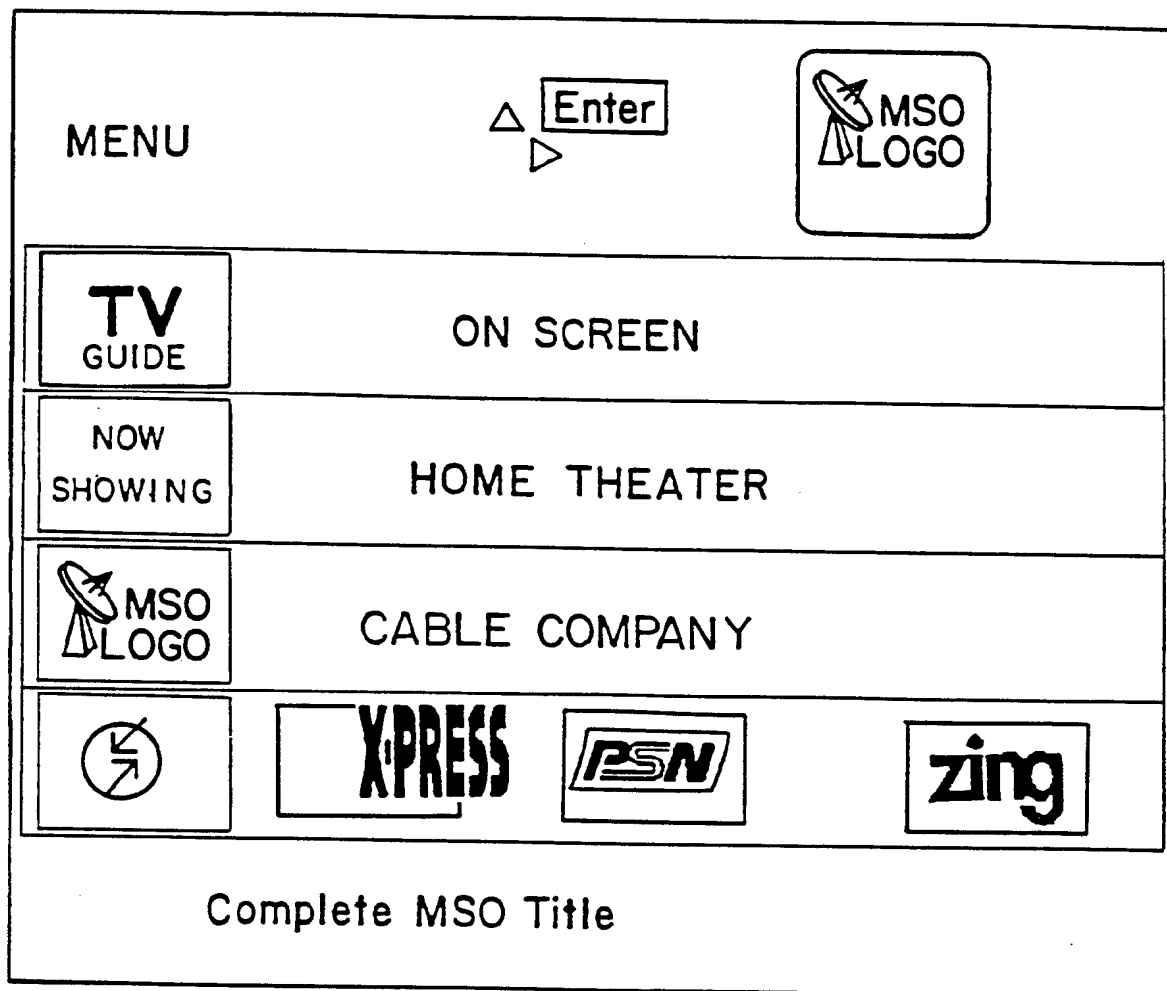 MENU
Enter
MSO
LOGO
TV
GUIDE
ON SCREEN
NOW
SHOWING
HOME THEATER
MSO
LOGO
CABLE COMPANY
X·PRESS
PSN
zing
Complete MSO Title